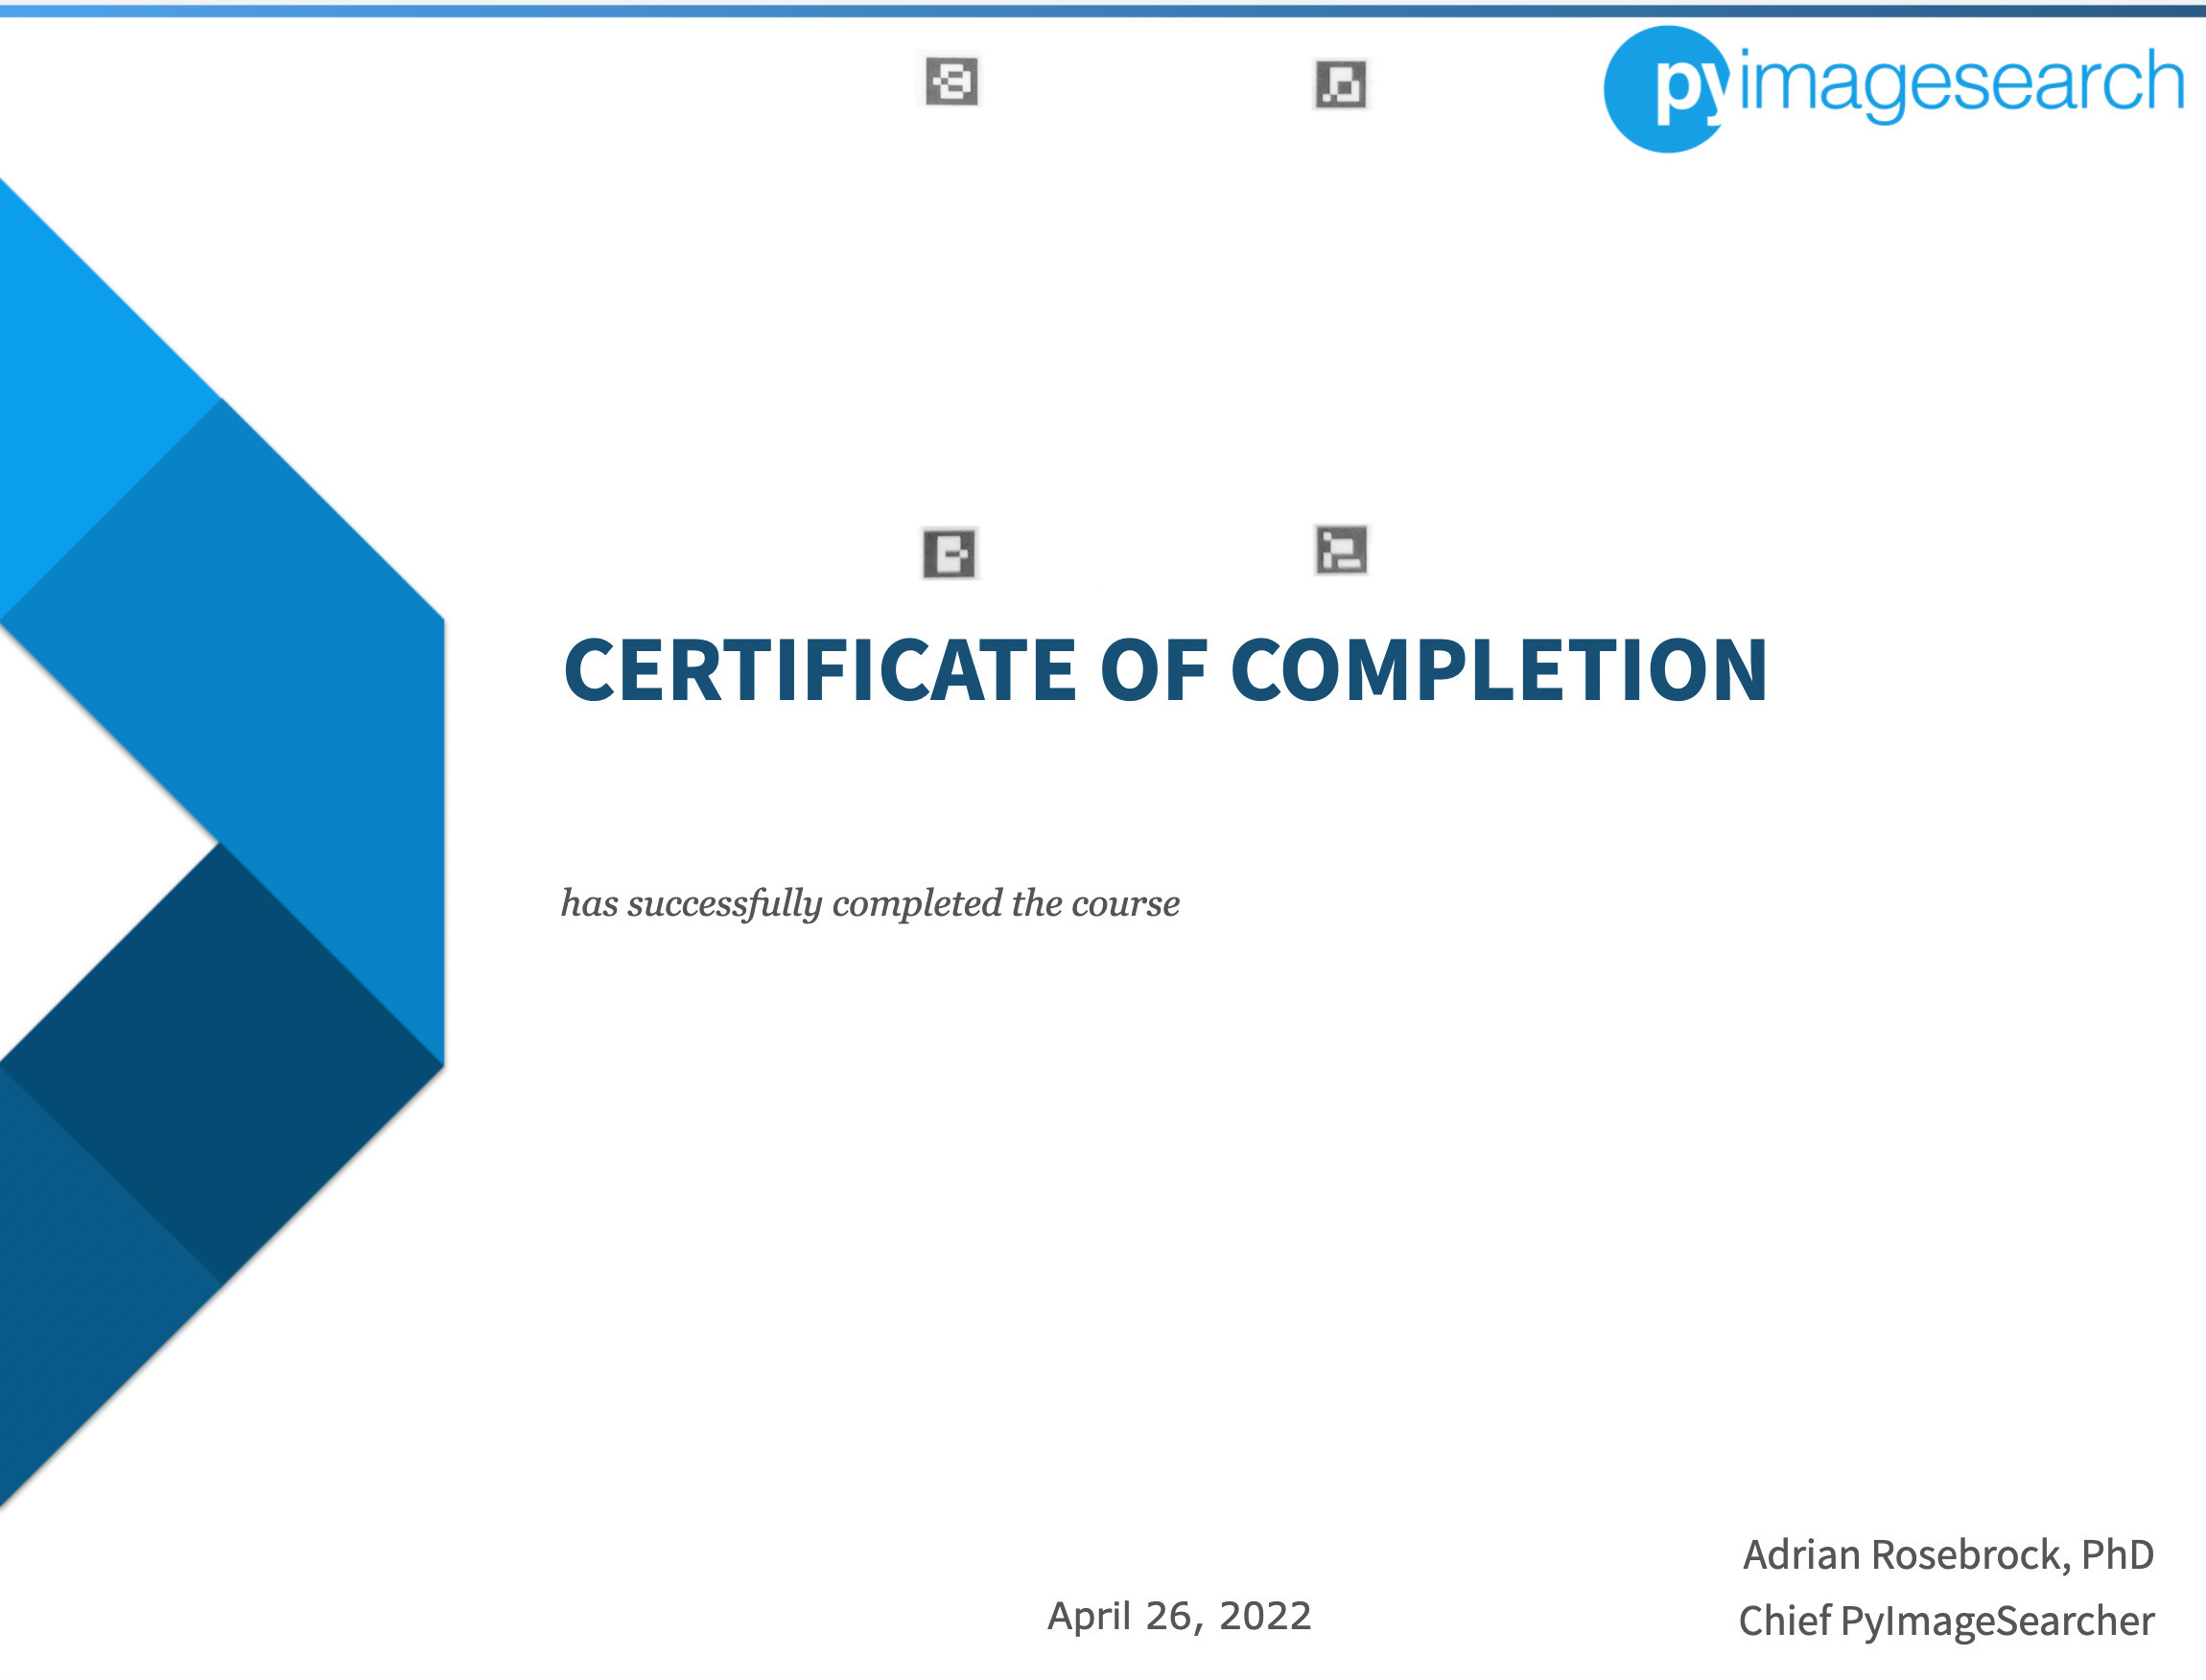 pyimagesearch
CERTIFICATE OF COMPLETION
has successfully completed the course
Adrian Rosebrock, PhD
April 26, 2022
Chief PyImageSearcher